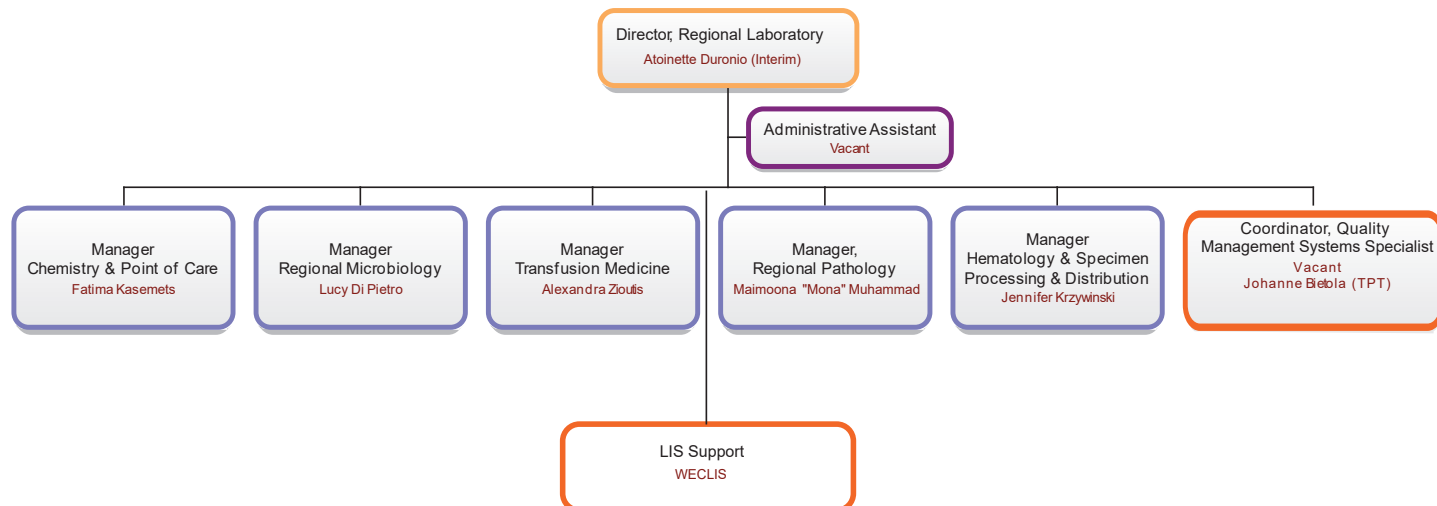 Director, Regional Laboratory
Atoinette Duronio (Interim)
Administrative Assistant
Vacant
Manager
Chemistry & Point of Care
Fatima Kasemets
Manager
Regional Microbiology
Lucy Di Pietro
Manager
Transfusion Medicine
Alexandra Zioutis
Manager,
Regional Pathology
Maimoona "Mona" Muhammad
Manager
Hematology & Specimen
Processing & Distribution
Jennifer Krzywinski
Coordinator, Quality
Management Systems Specialist
Vacant
Johanne Bietola (TPT)
LIS Support
WECLIS